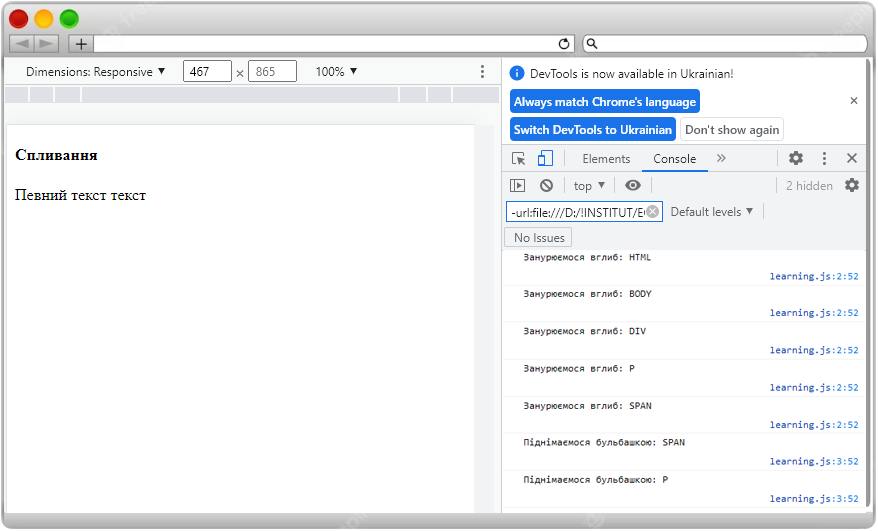 Dimensions: Responsive ▼ 467 × 865 100% ▼
Спливання
Певний текст текст
DevTools is now available in Ukrainian!
Always match Chrome's language
Switch DevTools to Ukrainian Don't show again
Elements Console »
top ▼ 2 hidden
-url:file:///D:/!INSTITUT/E Default levels ▼
No Issues
Занурюємося вглиб: HTML
learning.js:2:52
Занурюємося вглиб: BODY
learning.js:2:52
Занурюємося вглиб: DIV
learning.js:2:52
Занурюємося вглиб: P
learning.js:2:52
Занурюємося вглиб: SPAN
learning.js:2:52
Піднімаємося бульбашкою: SPAN
learning.js:3:52
Піднімаємося бульбашкою: P
learning.js:3:52